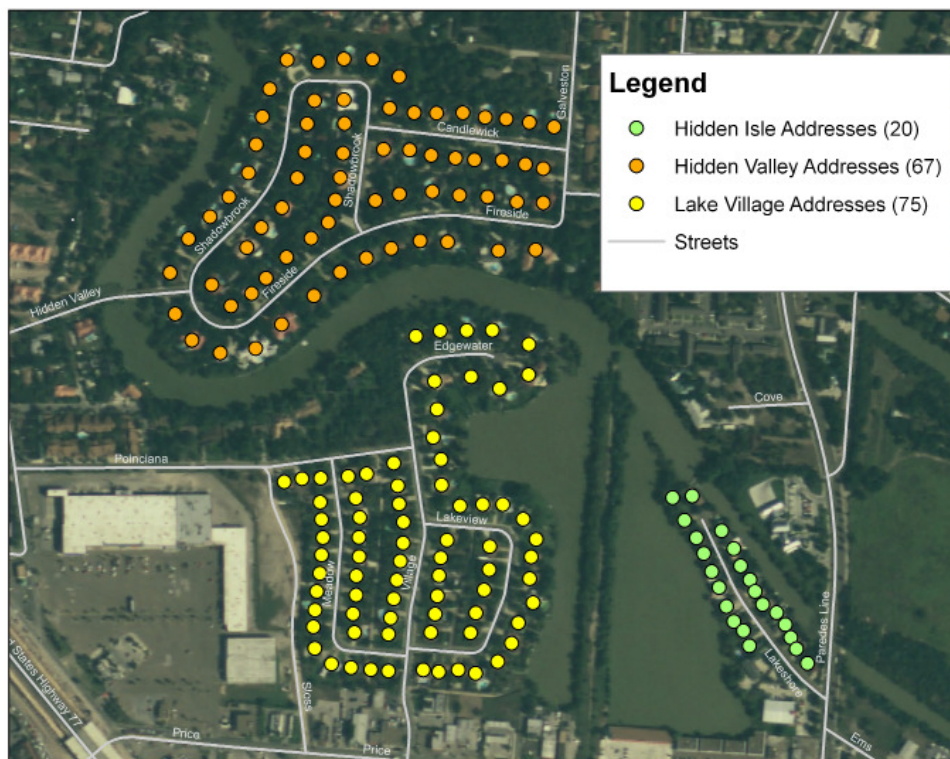 Legend
Hidden Isle Addresses (20)
Hidden Valley Addresses (67)
Lake Village Addresses (75)
Streets
Galveston
Candlewick
Shadowbrook
Shadowbrook
Fireside
Fireside
Hidden Valley
Edgewater
Cove
Poinciana
Lakeview
Meadow
Village
Paredes Line
Lakeshore
States Highway 77
Sloss
Price
Price
Ems